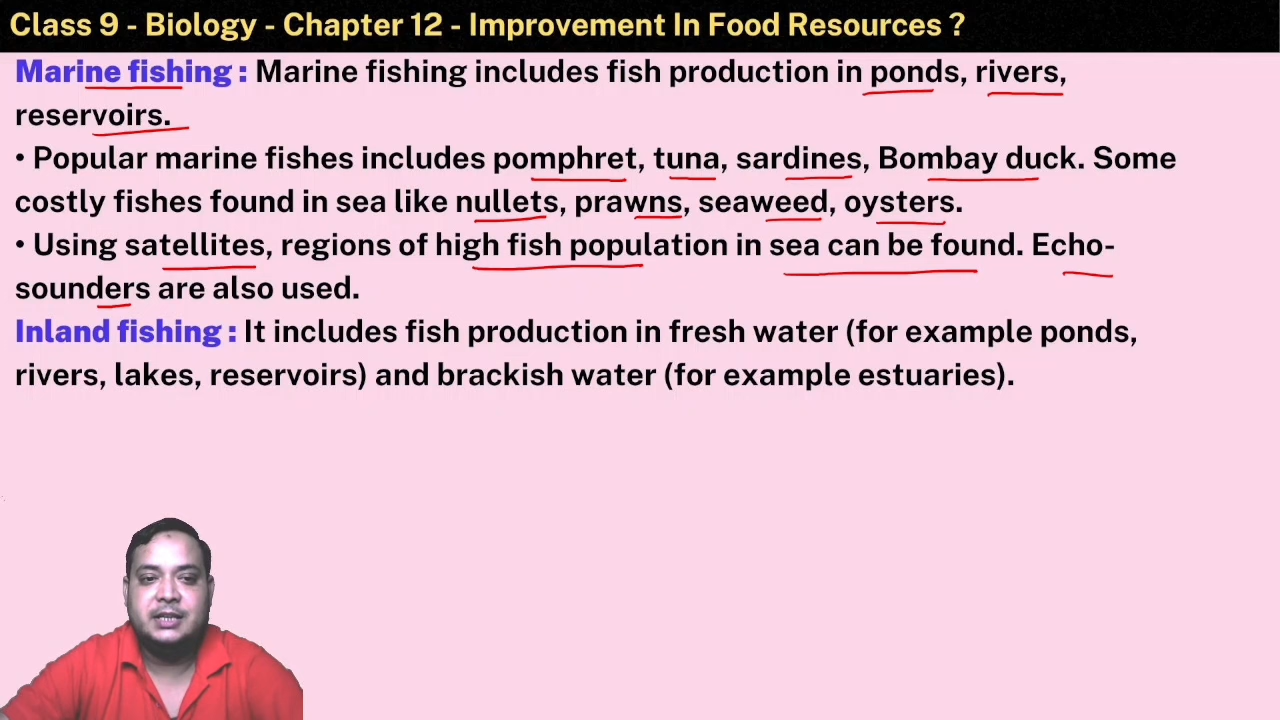 Class 9 - Biology - Chapter 12 - Improvement In Food Resources ?
Marine fishing : Marine fishing includes fish production in ponds, rivers,
reservoirs.
• Popular marine fishes includes pomphret, tuna, sardines, Bombay duck. Some
costly fishes found in sea like nullets, prawns, seaweed, oysters.
• Using satellites, regions of high fish population in sea can be found. Echo-
sounders are also used.
Inland fishing : It includes fish production in fresh water (for example ponds,
rivers, lakes, reservoirs) and brackish water (for example estuaries).